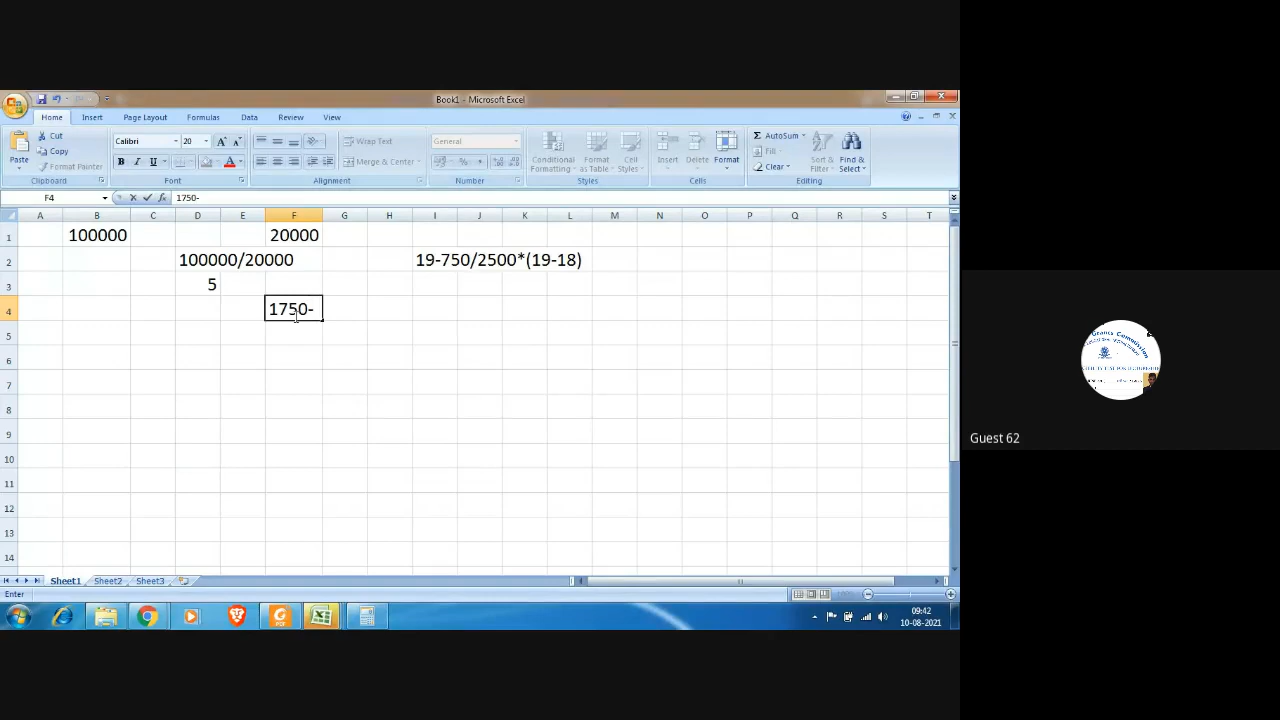 Book1 - Microsoft Excel
Home Insert Page Layout Formulas Data Review View
Paste
Cut
Copy
Format Painter
Clipboard
Calibri 20
B I U
Font
Wrap Text
Merge & Center
Alignment
General
Number
Conditional Formatting
Format as Table
Cell Styles
Styles
Insert Delete Format
Cells
AutoSum
Fill
Clear
Sort & Filter
Find & Select
Editing
F4 fx 1750-
A B C D E F G H I J K L M N O P Q R S T
1 100000 20000
2 100000/20000 19-750/2500*(19-18)
3 5
4 1750-
5
6
7
8
9
10
11
12
13
14
Sheet1 Sheet2 Sheet3
Enter
09:42
10-08-2021
Grants Commission
Guest 62